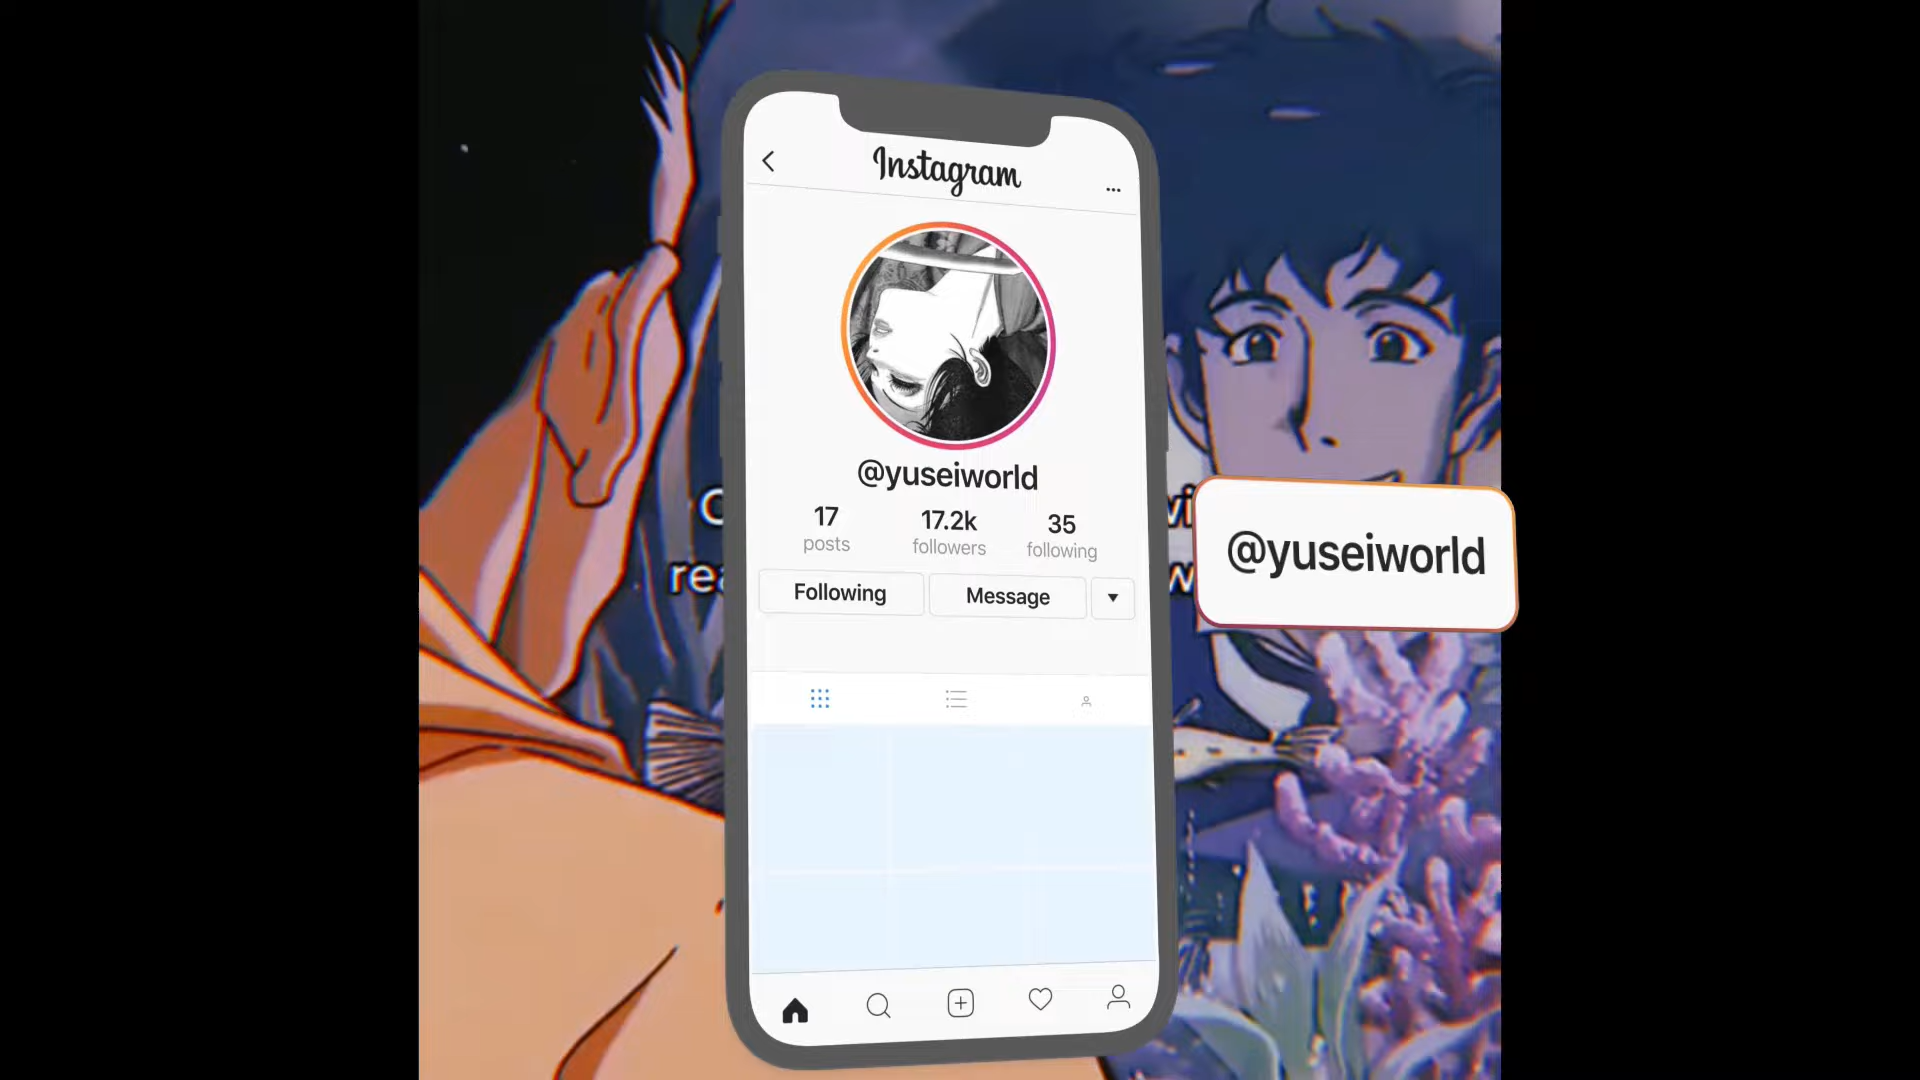 Instagram
@yuseiworld
17 17.2k 35
posts followers following
Following Message
@yuseiworld